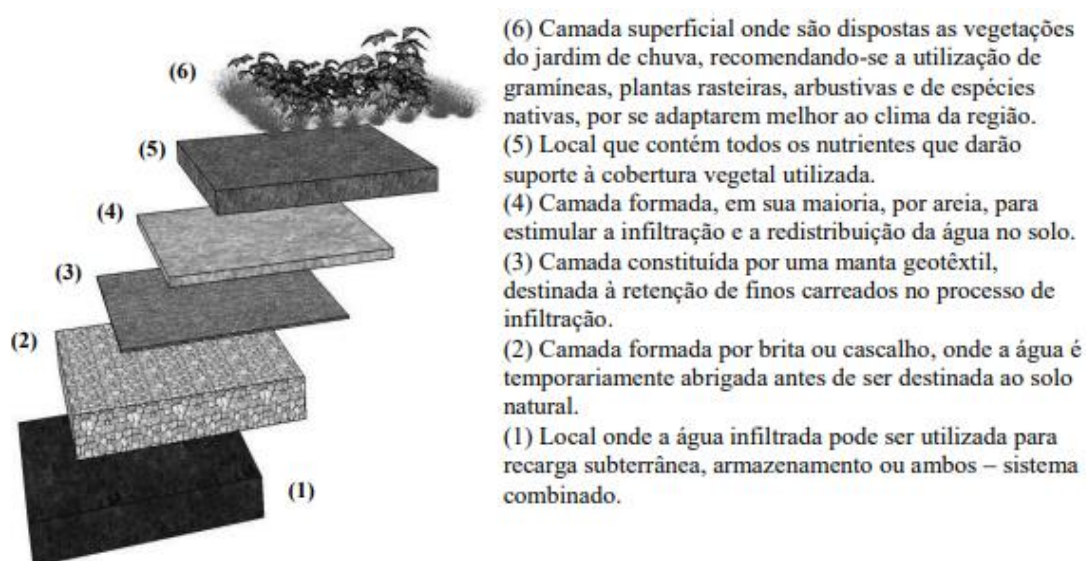 (6)
(5)
(4)
(3)
(2)
(1)
(6) Camada superficial onde são dispostas as vegetações
do jardim de chuva, recomendando-se a utilização de
gramíneas, plantas rasteiras, arbustivas e de espécies
nativas, por se adaptarem melhor ao clima da região.
(5) Local que contém todos os nutrientes que darão
suporte à cobertura vegetal utilizada.
(4) Camada formada, em sua maioria, por areia, para
estimular a infiltração e a redistribuição da água no solo.
(3) Camada constituída por uma manta geotêxtil,
destinada à retenção de finos carreados no processo de
infiltração.
(2) Camada formada por brita ou cascalho, onde a água é
temporariamente abrigada antes de ser destinada ao solo
natural.
(1) Local onde a água infiltrada pode ser utilizada para
recarga subterrânea, armazenamento ou ambos – sistema
combinado.